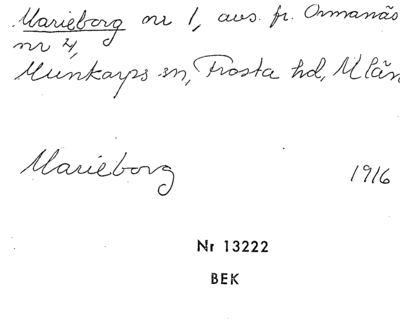 Marieborg nr 1, avs. fr. Ormanäs
nr 4,
Munkarps sn, Frosta hd, M län
Marieborg 1916
Nr 13222
BEK